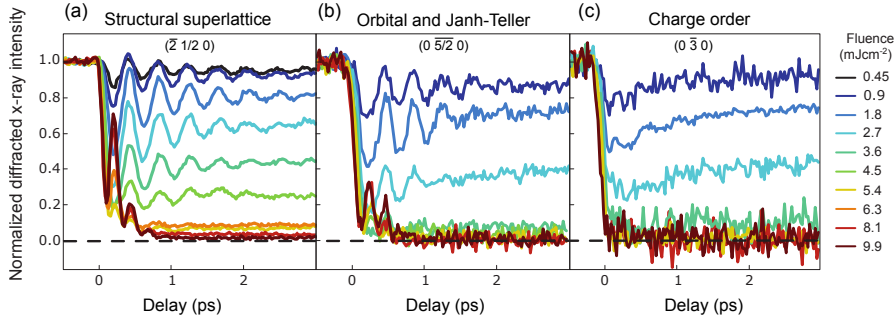 (a) Structural superlattice
(b) Orbital and Janh-Teller
(c) Charge order
(2̅ 1/2 0)
(0 5̅/̅2̅ 0)
(0 3̅ 0)
Fluence
(mJcm⁻²)
0.45
0.9
1.8
2.7
3.6
4.5
5.4
6.3
8.1
9.9
Normalized diffracted x-ray intensity
1.0
0.8
0.6
0.4
0.2
0.0
0 1 2
0 1 2
0 1 2
Delay (ps)
Delay (ps)
Delay (ps)